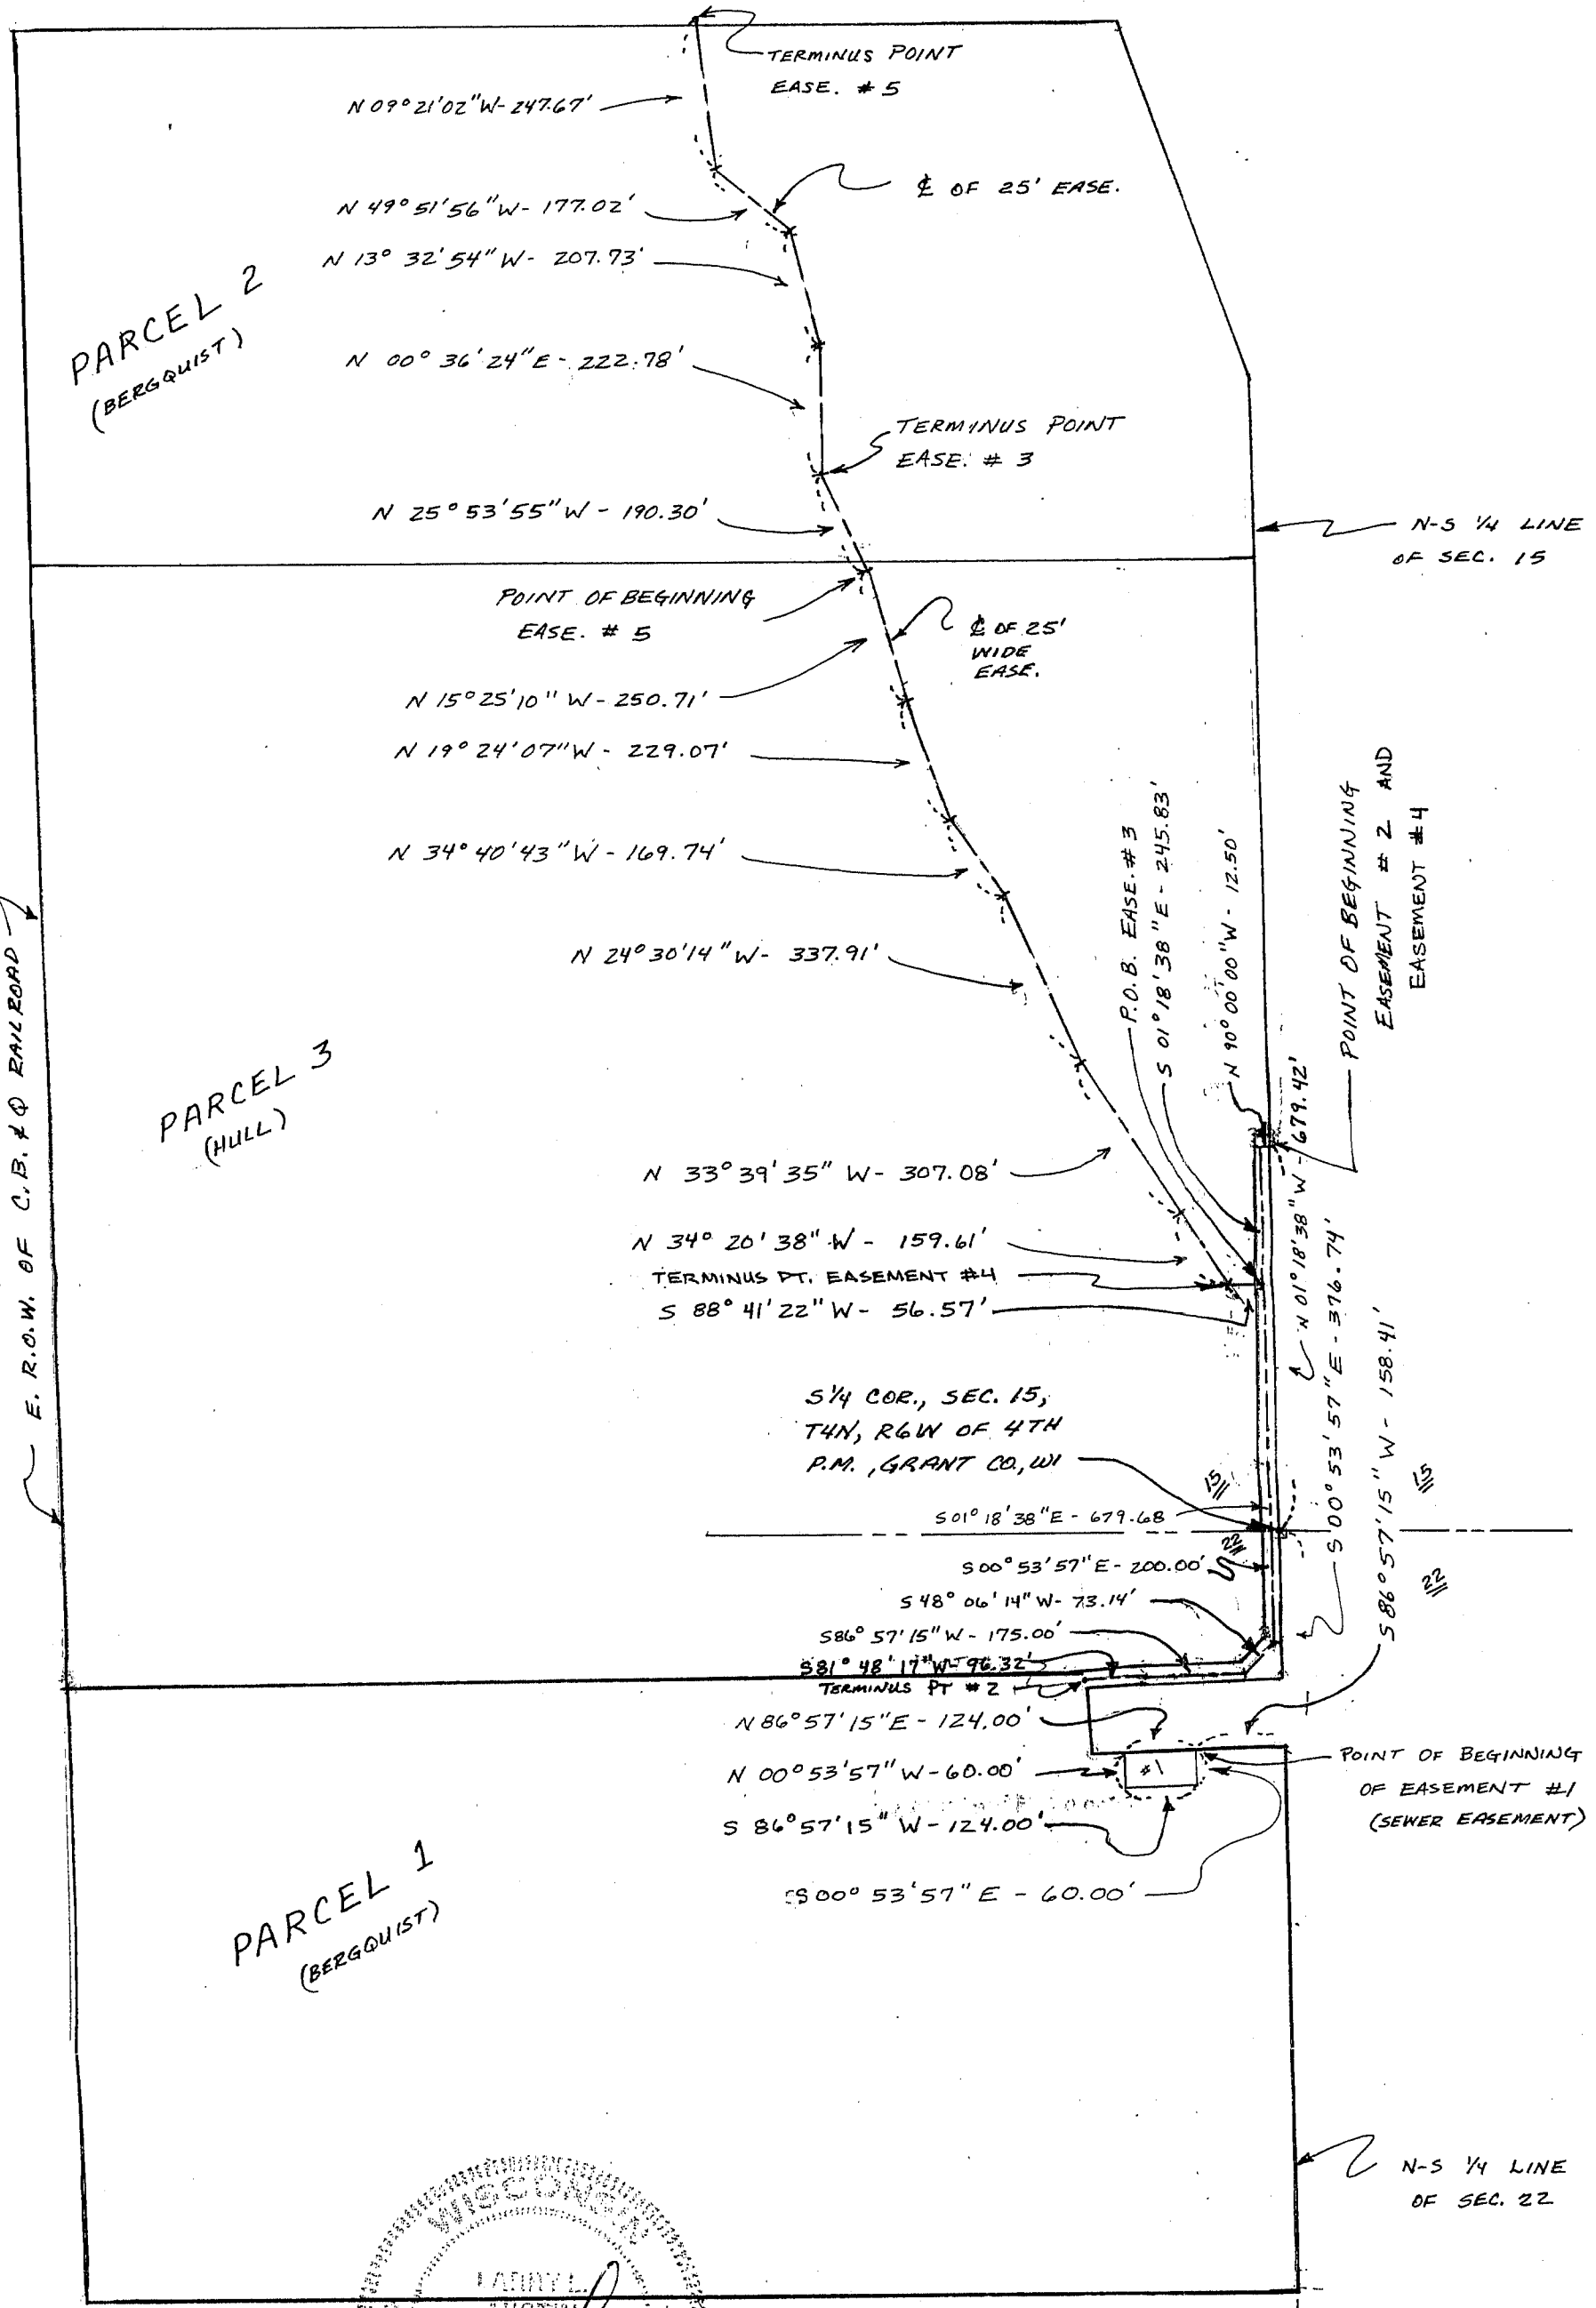 TERMINUS POINT
EASE. # 5
N 09° 21' 02" W - 247.67'
N 49° 51' 56" W - 177.02'
℄ OF 25' EASE.
N 13° 32' 54" W - 207.73'
PARCEL 2
(BERGQUIST)
N 00° 36' 24" E - 222.78'
TERMINUS POINT
EASE. # 3
N 25° 53' 55" W - 190.30'
N-S 1/4 LINE
OF SEC. 15
POINT OF BEGINNING
EASE. # 5
℄ OF 25'
WIDE
EASE.
N 15° 25' 10" W - 250.71'
N 19° 24' 07" W - 229.07'
N 34° 40' 43" W - 169.74'
N 24° 30' 14" W - 337.91'
P.O.B. EASE. # 3
S 01° 18' 38" E - 245.83'
N 90° 00' 00" W - 12.50'
POINT OF BEGINNING
EASEMENT # 2 AND
EASEMENT #4
E. R.O.W. OF C.B. & Q RAILROAD
PARCEL 3
(HULL)
N 33° 39' 35" W - 307.08'
N 34° 20' 38" W - 159.61'
TERMINUS PT. EASEMENT #4
S 88° 41' 22" W - 56.57'
N 01° 18' 38" W - 679.42'
S 00° 53' 57" E - 376.74'
S 86° 57' 15" W - 158.41'
S 1/4 COR., SEC. 15,
T4N, R6W OF 4TH
P.M., GRANT CO., WI
15
15
S 01° 18' 38" E - 679.68
22
22
S 00° 53' 57" E - 200.00'
S 48° 06' 14" W - 73.14'
S 86° 57' 15" W - 175.00'
S 81° 48' 17" W - 96.32'
TERMINUS PT # 2
N 86° 57' 15" E - 124.00'
N 00° 53' 57" W - 60.00'
#1
POINT OF BEGINNING
OF EASEMENT #1
(SEWER EASEMENT)
S 86° 57' 15" W - 124.00'
S 00° 53' 57" E - 60.00'
PARCEL 1
(BERGQUIST)
N-S 1/4 LINE
OF SEC. 22
WISCONSIN
LARRY L.